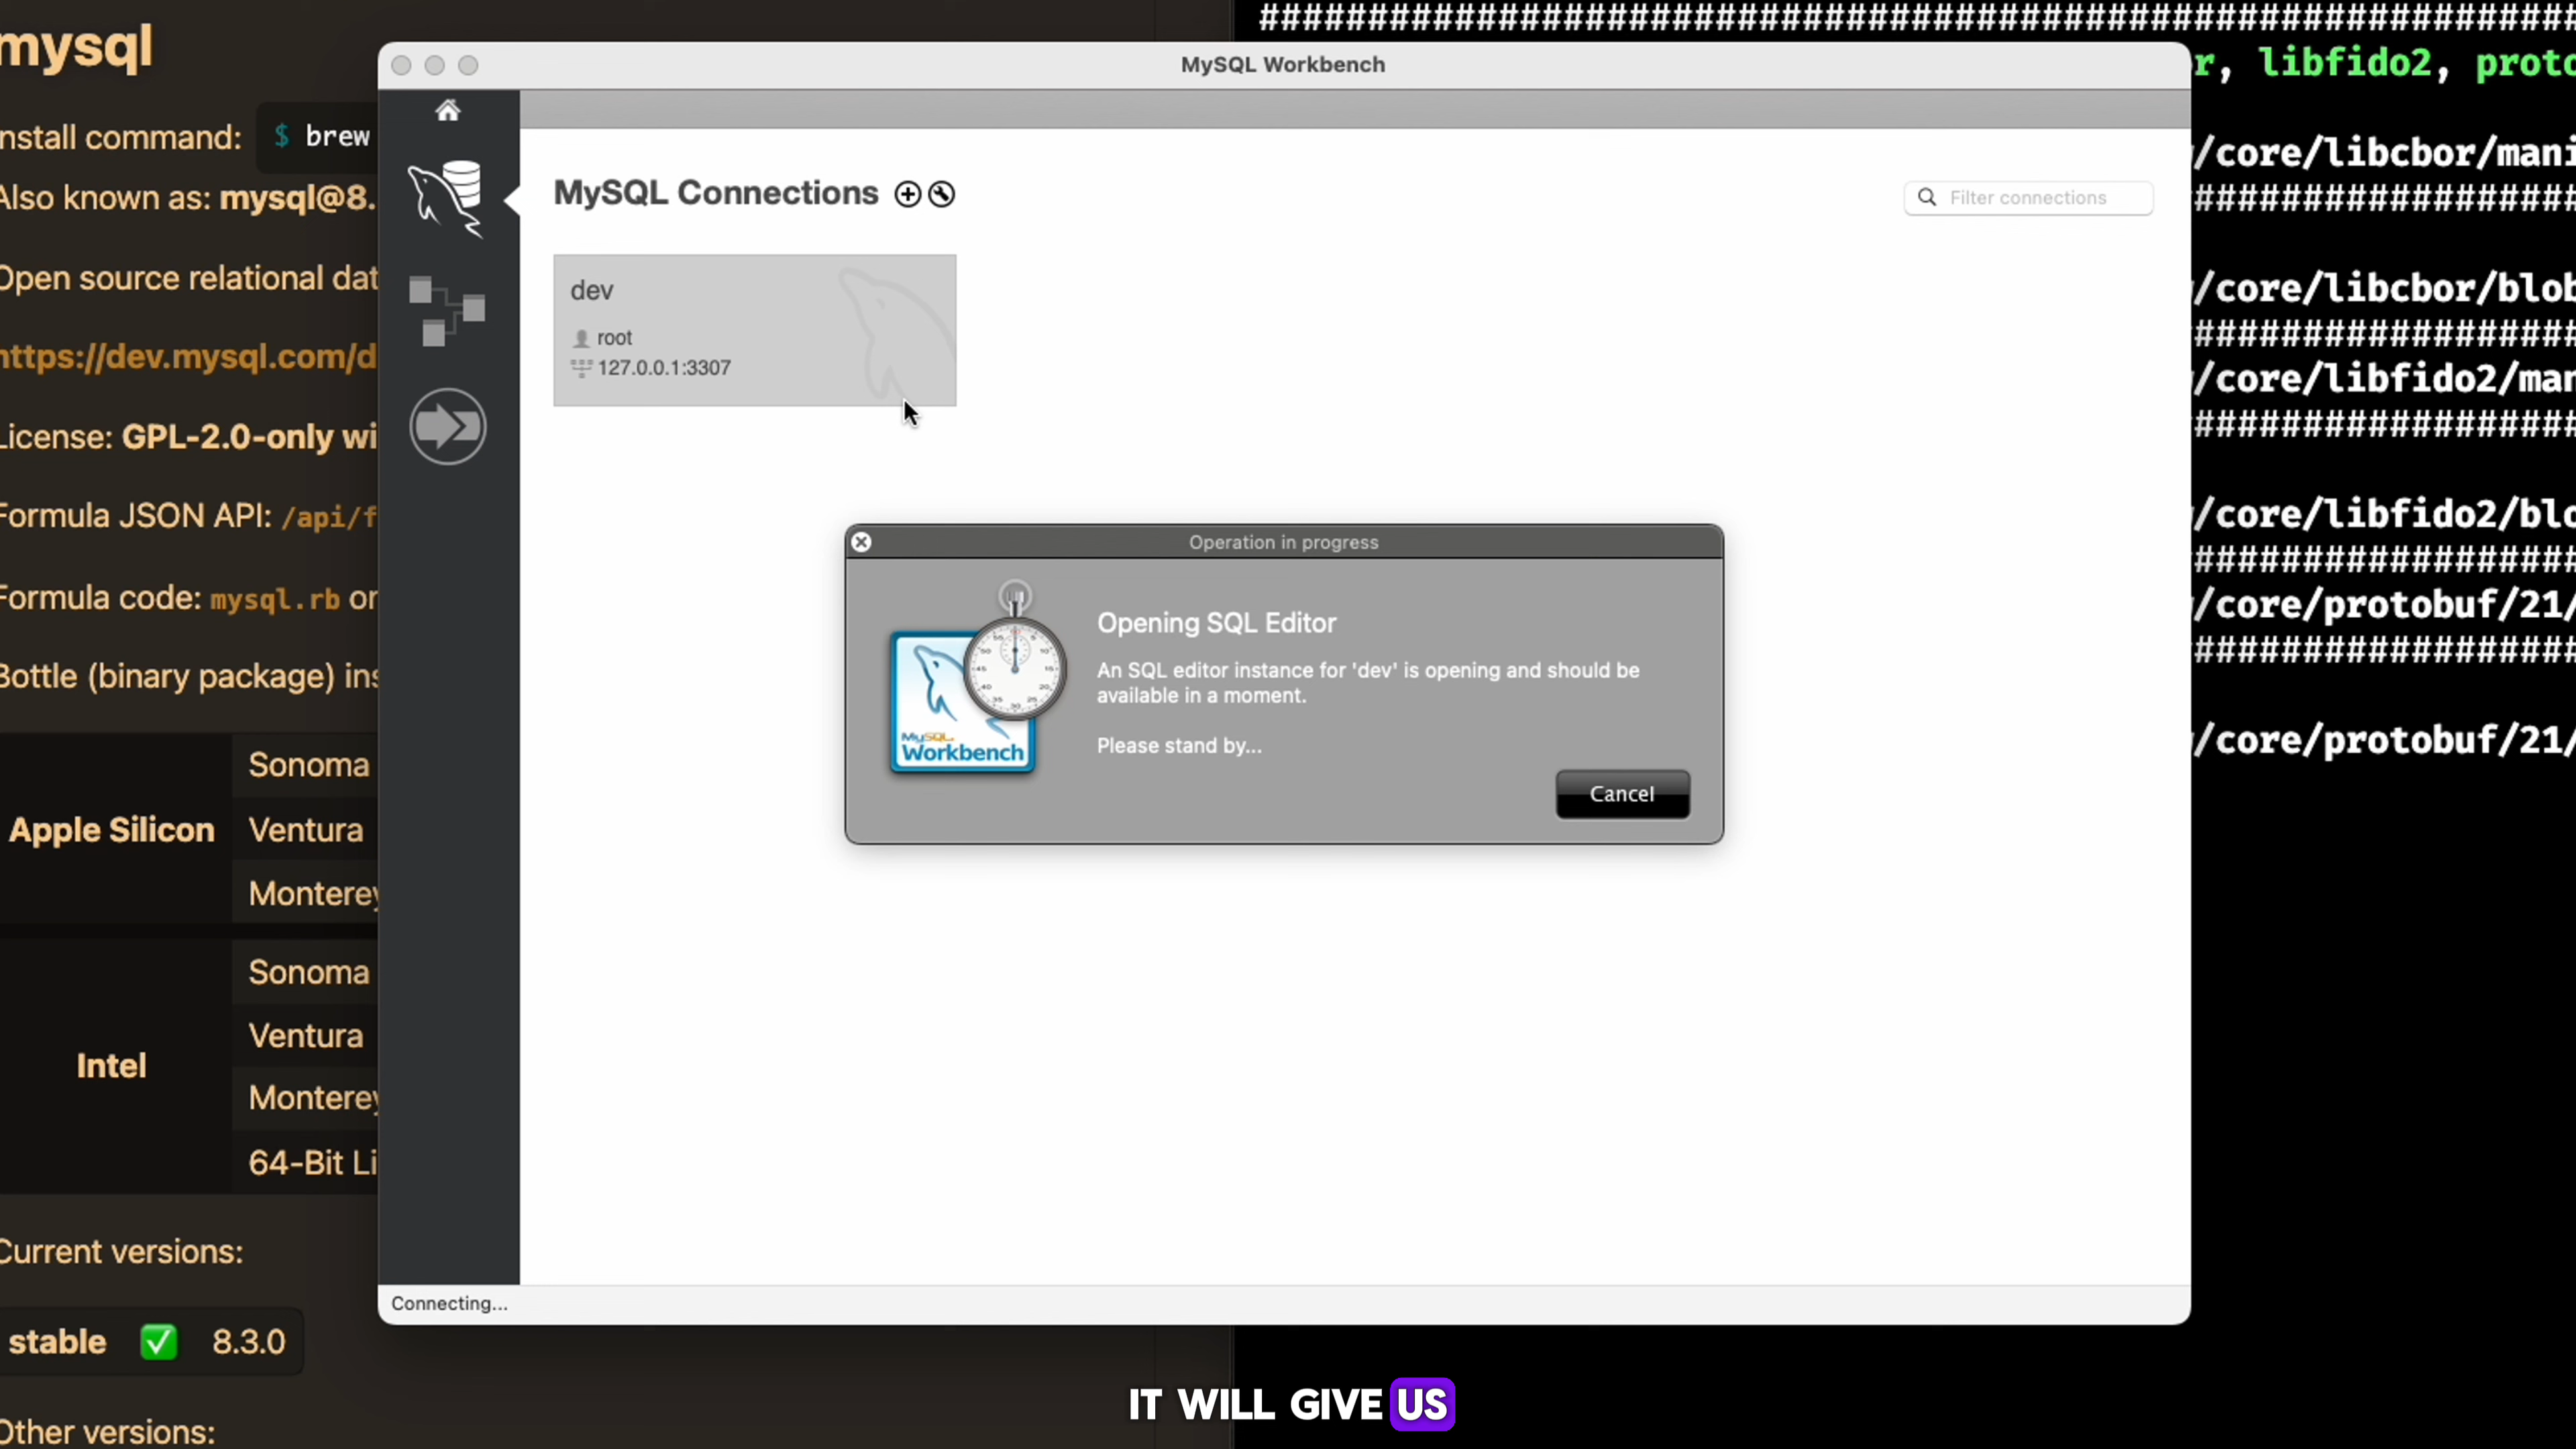 mysql
nstall command: $ brew
Also known as: mysql@8.
Open source relational dat
https://dev.mysql.com/d
License: GPL-2.0-only wi
Formula JSON API: /api/f
Formula code: mysql.rb or
Bottle (binary package) ins
Apple Silicon
Sonoma
Ventura
Monterey
Intel
Sonoma
Ventura
Monterey
64-Bit Li
Current versions:
stable ✅ 8.3.0
Other versions:
MySQL Workbench
MySQL Connections
Filter connections
dev
root
127.0.0.1:3307
Operation in progress
Opening SQL Editor
An SQL editor instance for 'dev' is opening and should be
available in a moment.
Please stand by...
Cancel
MySQL
Workbench
Connecting...
################################################################
r, libfido2, proto
/core/libcbor/mani
##################
/core/libcbor/blob
##################
/core/libfido2/man
##################
/core/libfido2/blo
##################
/core/protobuf/21/
##################
/core/protobuf/21/
IT WILL GIVE US